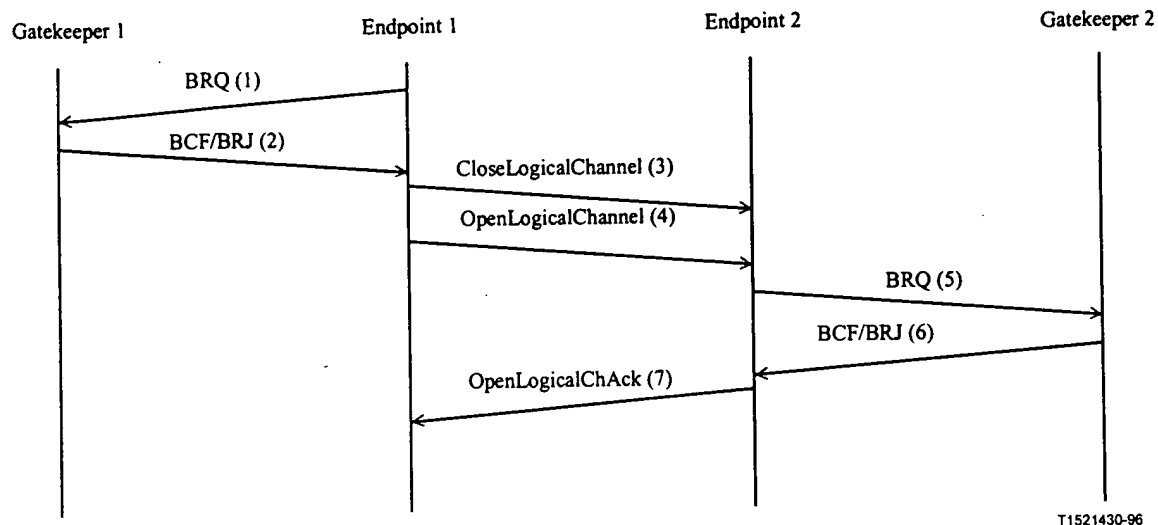 Gatekeeper 1
Endpoint 1
Endpoint 2
Gatekeeper 2
BRQ (1)
BCF/BRJ (2)
CloseLogicalChannel (3)
OpenLogicalChannel (4)
BRQ (5)
BCF/BRJ (6)
OpenLogicalChAck (7)
T1521430-96